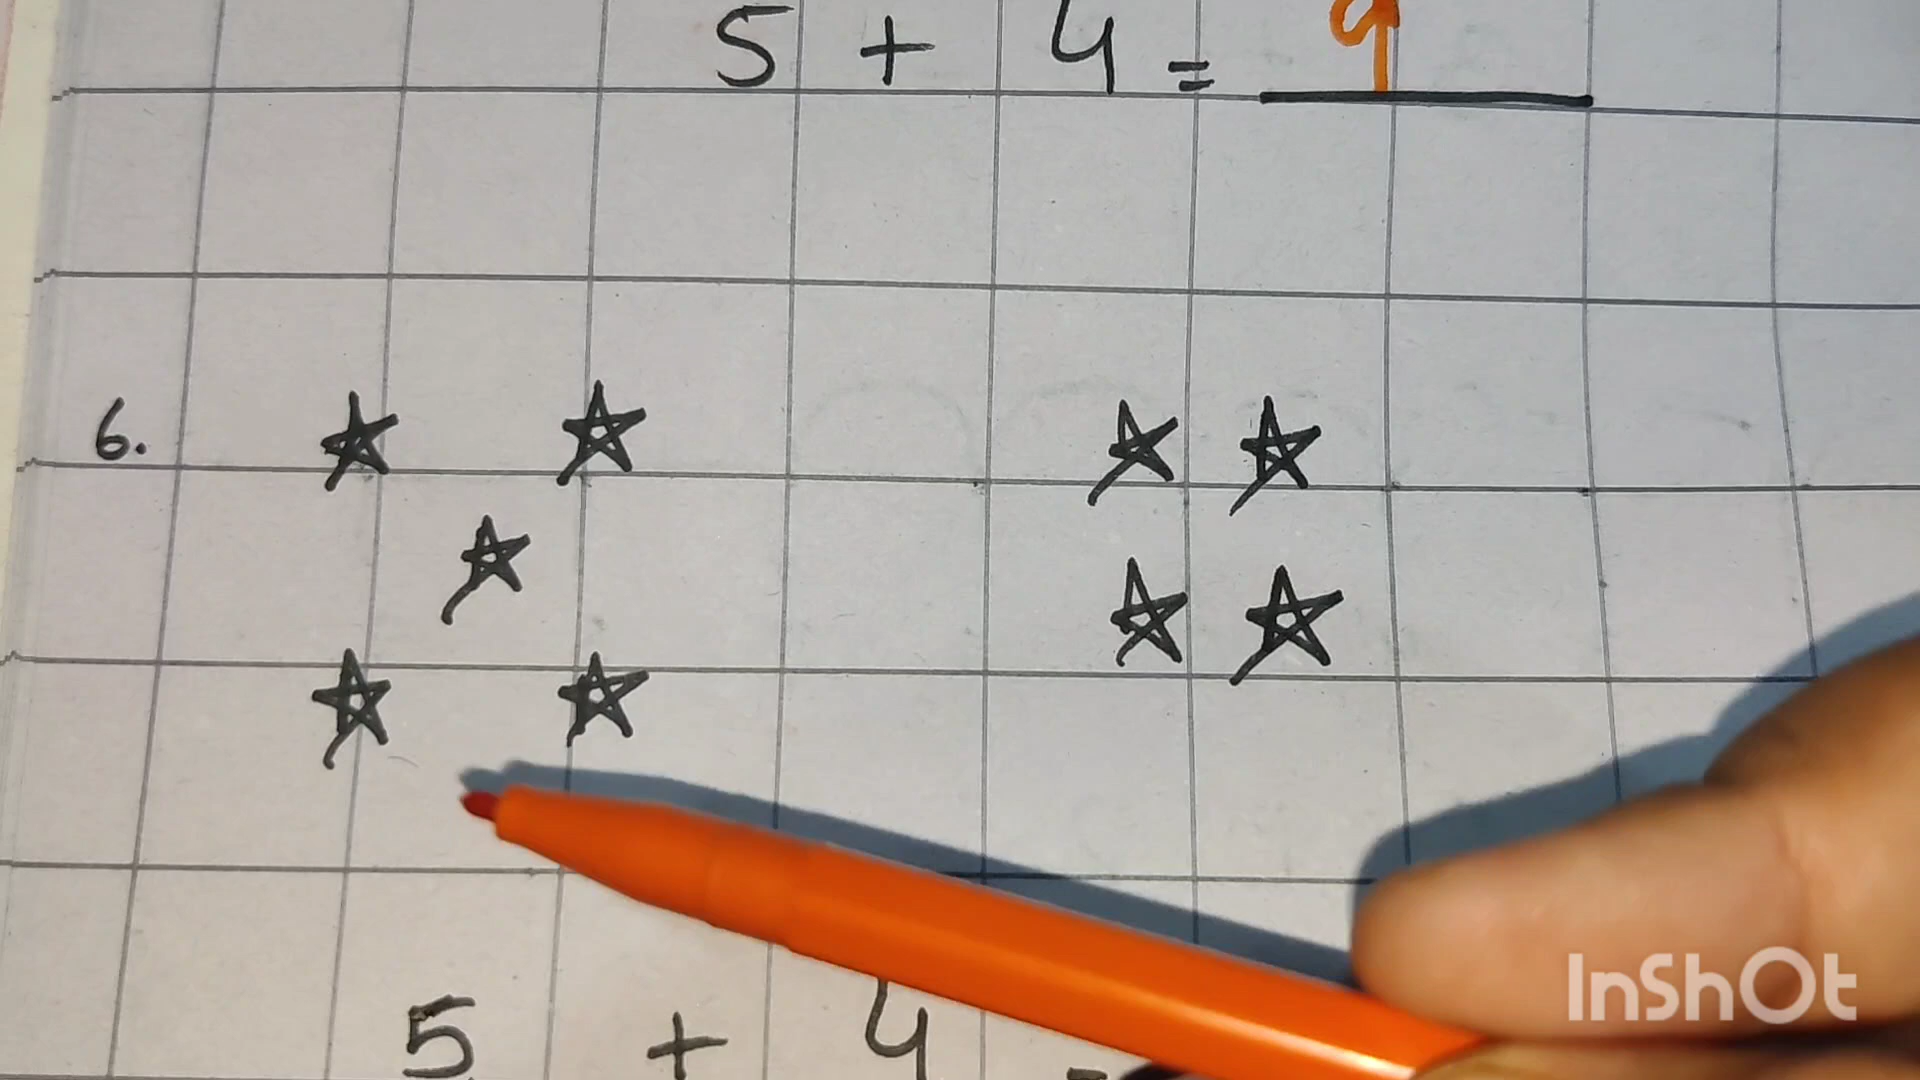 5 + 4 = 9
6.
5 + 4 =
InShOt